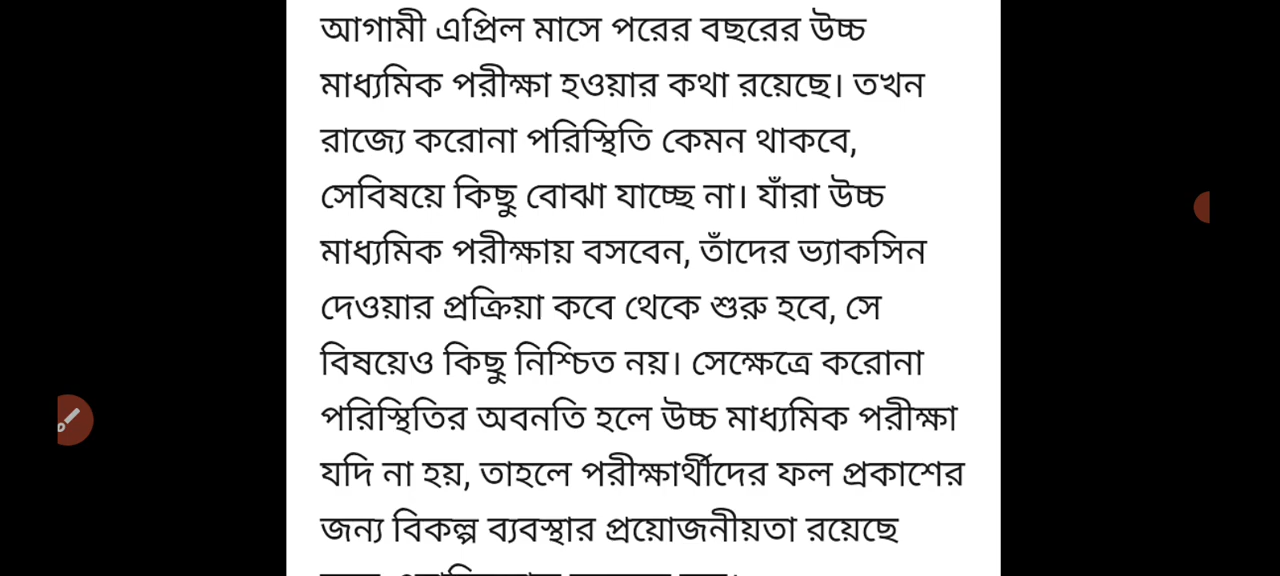 আগামী এপ্রিল মাসে পরের বছরের উচ্চ
মাধ্যমিক পরীক্ষা হওয়ার কথা রয়েছে। তখন
রাজ্যে করোনা পরিস্থিতি কেমন থাকবে,
সেবিষয়ে কিছু বোঝা যাচ্ছে না। যাঁরা উচ্চ
মাধ্যমিক পরীক্ষায় বসবেন, তাঁদের ভ্যাকসিন
দেওয়ার প্রক্রিয়া কবে থেকে শুরু হবে, সে
বিষয়েও কিছু নিশ্চিত নয়। সেক্ষেত্রে করোনা
পরিস্থিতির অবনতি হলে উচ্চ মাধ্যমিক পরীক্ষা
যদি না হয়, তাহলে পরীক্ষার্থীদের ফল প্রকাশের
জন্য বিকল্প ব্যবস্থার প্রয়োজনীয়তা রয়েছে